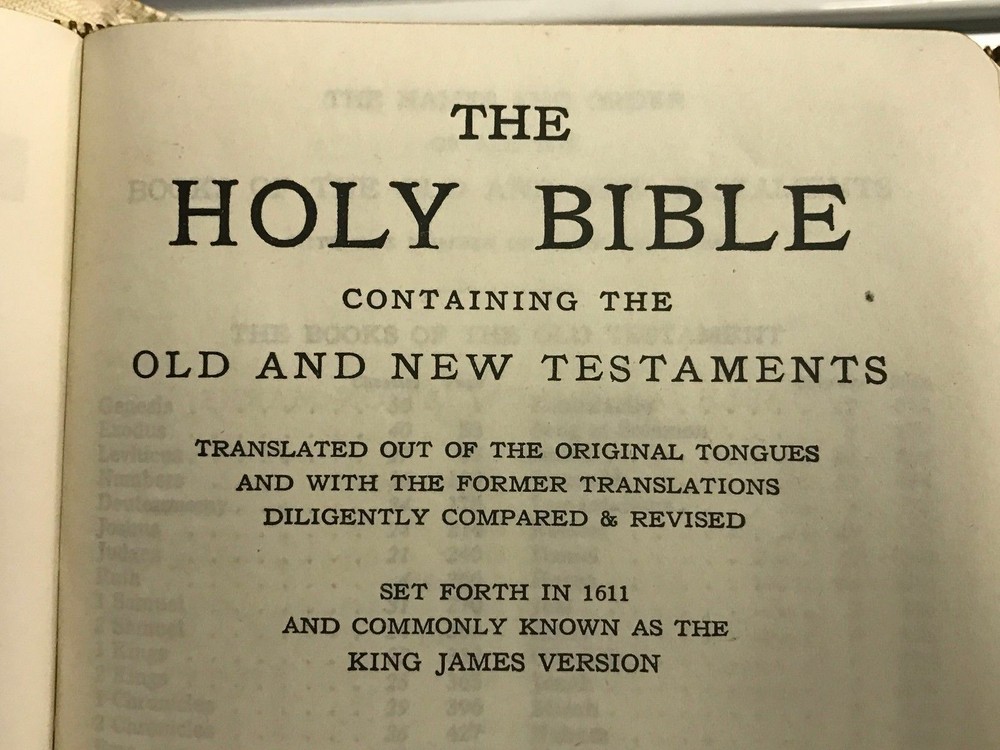 THE
HOLY BIBLE
CONTAINING THE
OLD AND NEW TESTAMENTS
TRANSLATED OUT OF THE ORIGINAL TONGUES
AND WITH THE FORMER TRANSLATIONS
DILIGENTLY COMPARED & REVISED
SET FORTH IN 1611
AND COMMONLY KNOWN AS THE
KING JAMES VERSION